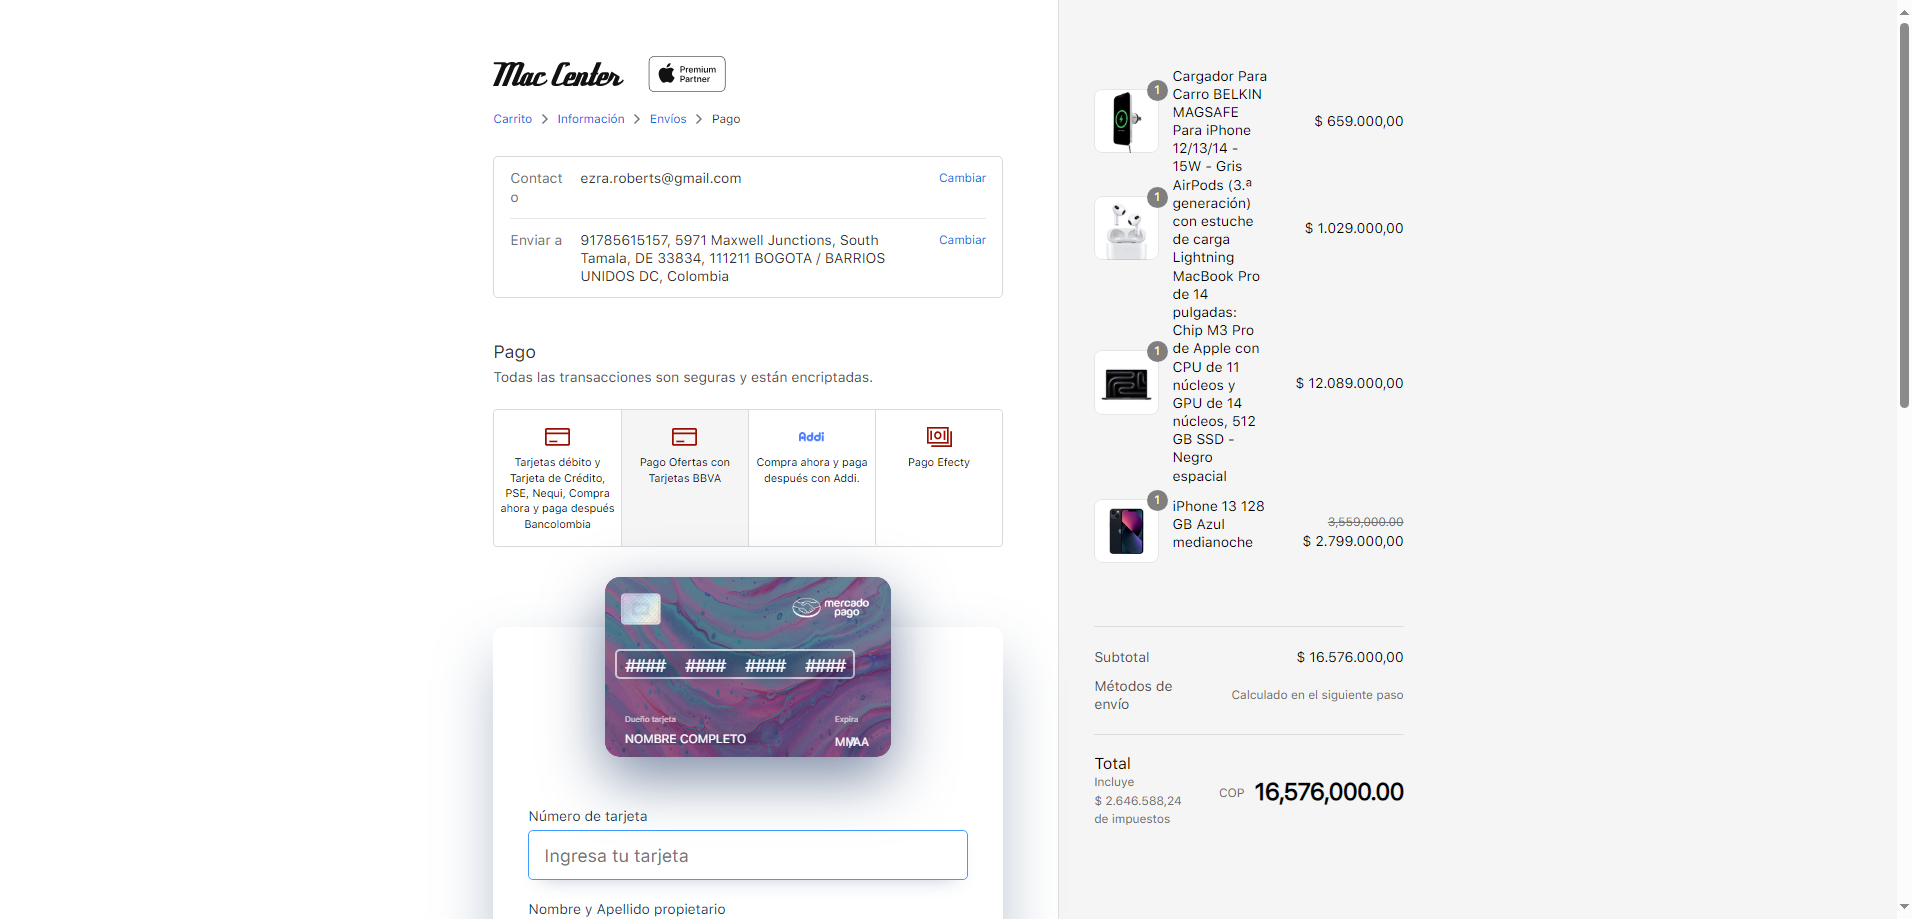 Mac Center
Premium
Partner
Carrito > Información > Envíos > Pago
Contact
o
ezra.roberts@gmail.com
Cambiar
Enviar a
91785615157, 5971 Maxwell Junctions, South
Tamala, DE 33834, 111211 BOGOTA / BARRIOS
UNIDOS DC, Colombia
Cambiar
Pago
Todas las transacciones son seguras y están encriptadas.
Tarjetas débito y
Tarjeta de Crédito,
PSE, Nequi, Compra
ahora y paga después
Bancolombia
Pago Ofertas con
Tarjetas BBVA
Addi
Compra ahora y paga
después con Addi.
Pago Efecty
mercado
pago
#### #### #### ####
Dueño tarjeta
NOMBRE COMPLETO
Expira
MM/AA
Número de tarjeta
Ingresa tu tarjeta
Nombre y Apellido propietario
1
Cargador Para
Carro BELKIN
MAGSAFE
Para iPhone
12/13/14 -
15W - Gris
$ 659.000,00
1
AirPods (3.ª
generación)
con estuche
de carga
Lightning
$ 1.029.000,00
1
MacBook Pro
de 14
pulgadas:
Chip M3 Pro
de Apple con
CPU de 11
núcleos y
GPU de 14
núcleos, 512
GB SSD -
Negro
espacial
$ 12.089.000,00
1
iPhone 13 128
GB Azul
medianoche
3,559,000.00
$ 2.799.000,00
Subtotal
$ 16.576.000,00
Métodos de
envío
Calculado en el siguiente paso
Total
Incluye
$ 2.646.588,24
de impuestos
COP 16,576,000.00